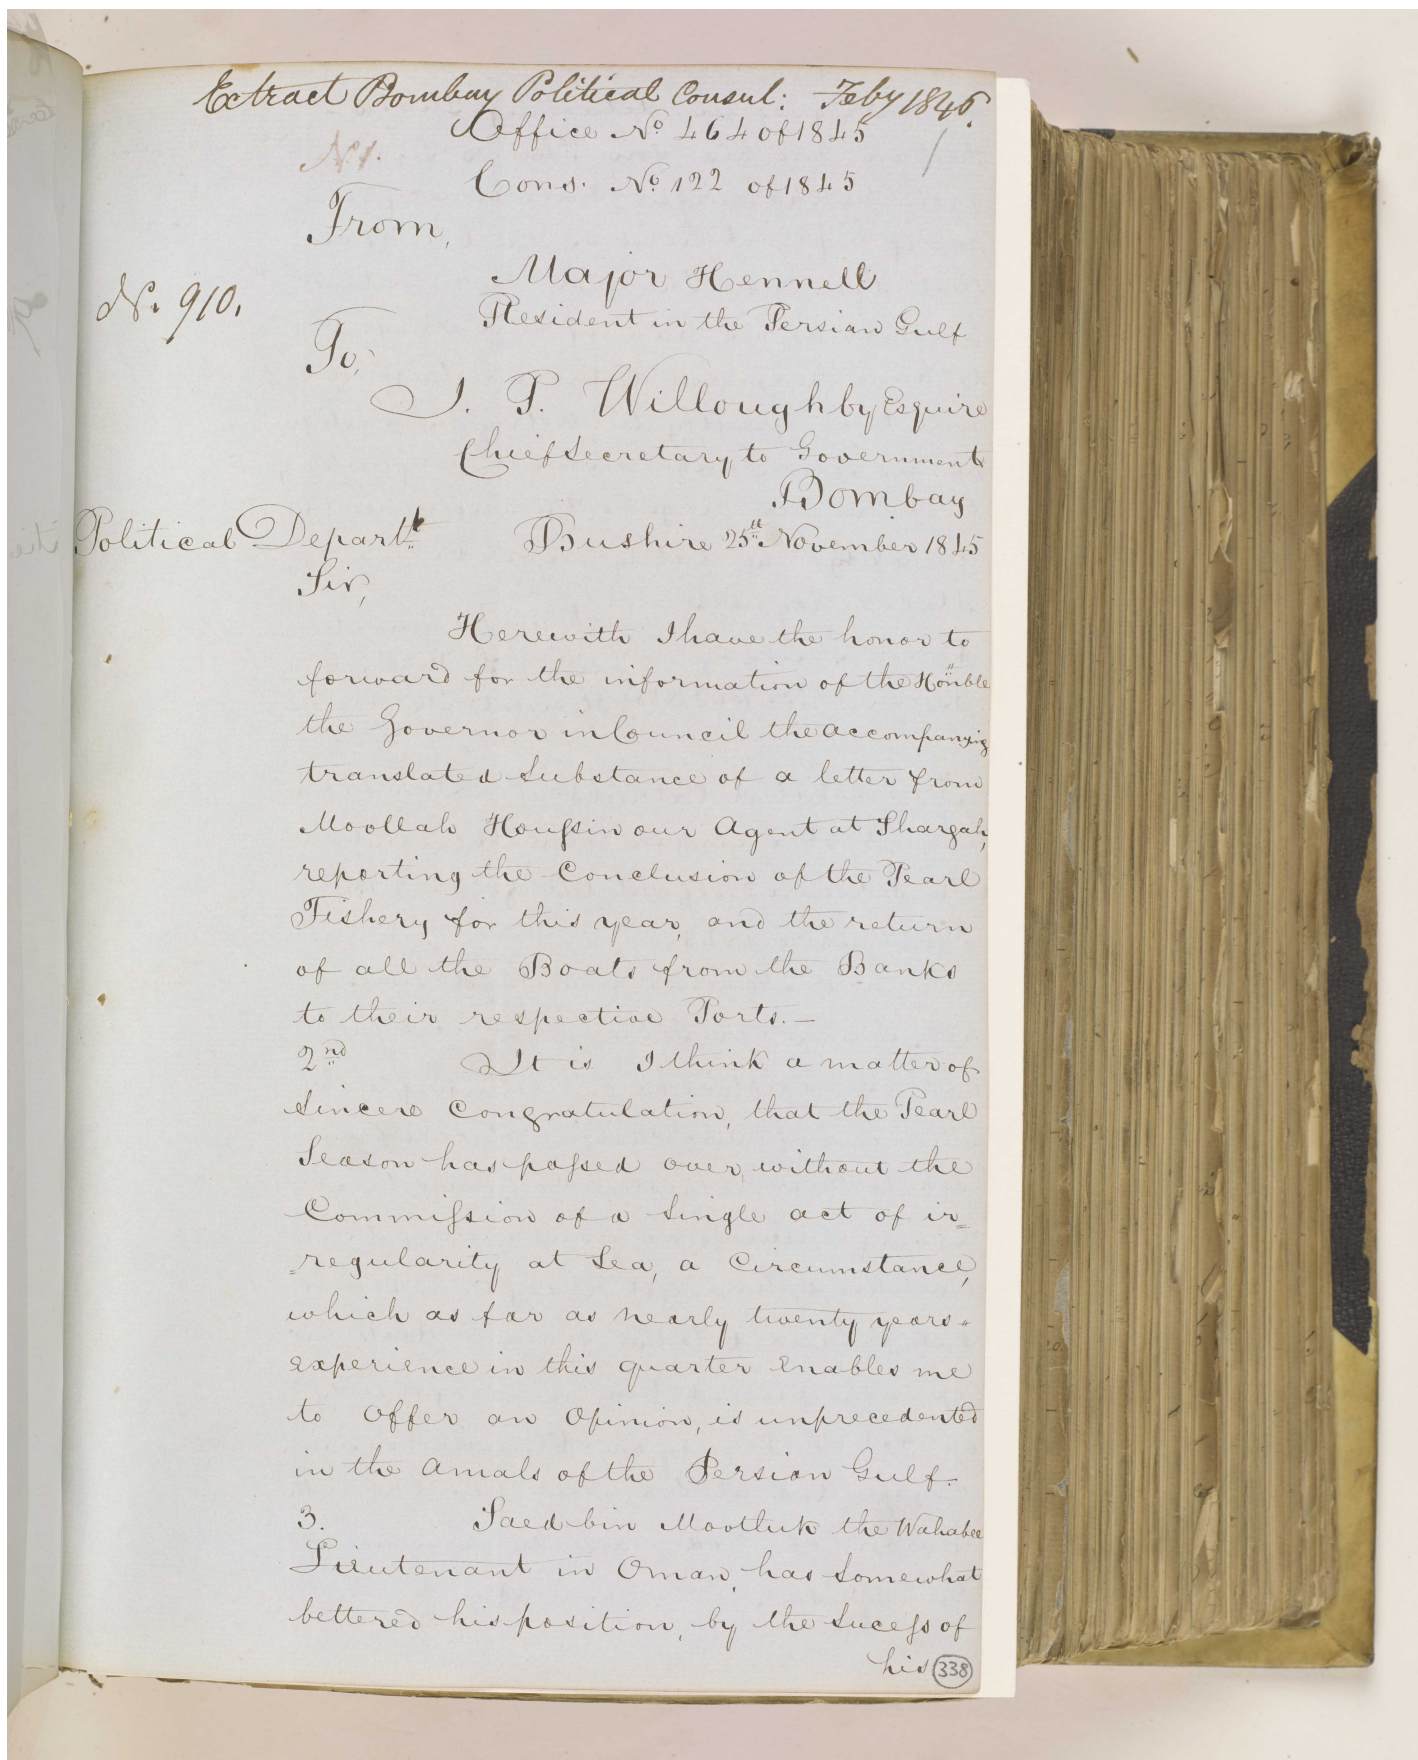 Extract Bombay Political Consul: Feby 1846.
Office No. 464 of 1845
No 1.
Cons. No. 122 of 1845
From,
Major Hennell
No. 910.
Resident in the Persian Gulf
To,
J. P. Willoughby Esquire
Chief Secretary to Government
Bombay
Political Departt. Bushire 25th November 1845
Sir,
Herewith I have the honor to
forward for the information of the Honble
the Governor in Council the accompanying
translated substance of a letter from
Moollah Houssin our Agent at Shargah,
reporting the Conclusion of the Pearl
Fishery for this year, and the return
of all the Boats from the Banks
to their respective Ports.—
2nd It is I think a matter of
sincere Congratulation, that the Pearl
Season has passed over, without the
Commission of a single act of ir=
=regularity at Sea, a Circumstance,
which as far as nearly twenty years"
experience in this quarter enables me
to offer an opinion, is unprecedented
in the annals of the Persian Gulf.
3. Saed bin Mootluk the Wahabee
Lieutenant in Oman, has somewhat
bettered his position, by the sucess of
his
338